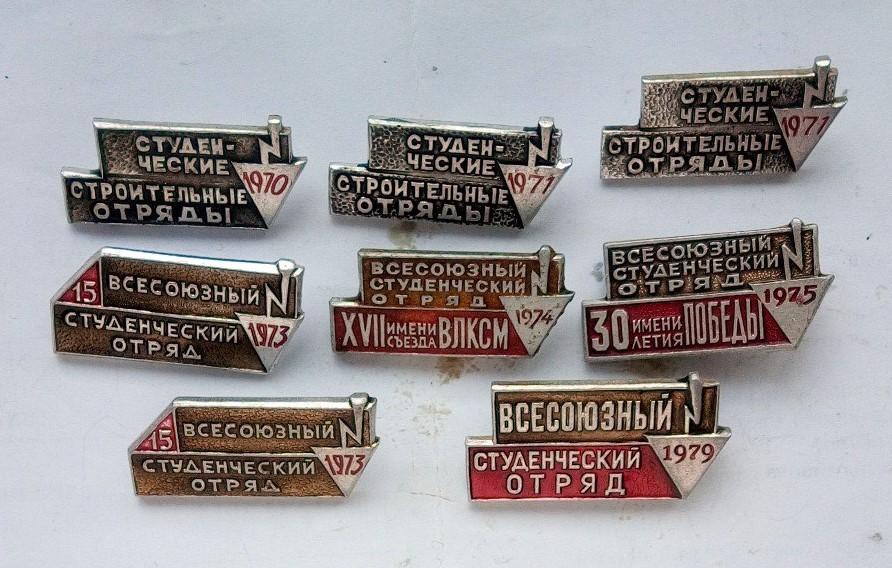 СТУДЕН-
ЧЕСКИЕ
СТРОИТЕЛЬНЫЕ
ОТРЯДЫ
1970
СТУДЕН-
ЧЕСКИЕ
СТРОИТЕЛЬНЫЕ
ОТРЯДЫ
1971
СТУДЕН-
ЧЕСКИЕ
СТРОИТЕЛЬНЫЕ
ОТРЯДЫ
1971
15 ВСЕСОЮЗНЫЙ
СТУДЕНЧЕСКИЙ
ОТРЯД
1973
ВСЕСОЮЗНЫЙ
СТУДЕНЧЕСКИЙ
ОТРЯД
XVII ИМЕНИ СЪЕЗДА ВЛКСМ
1974
ВСЕСОЮЗНЫЙ
СТУДЕНЧЕСКИЙ
ОТРЯД
30 ИМЕНИ ЛЕТИЯ ПОБЕДЫ
1975
15 ВСЕСОЮЗНЫЙ
СТУДЕНЧЕСКИЙ
ОТРЯД
1973
ВСЕСОЮЗНЫЙ
СТУДЕНЧЕСКИЙ
ОТРЯД
1979